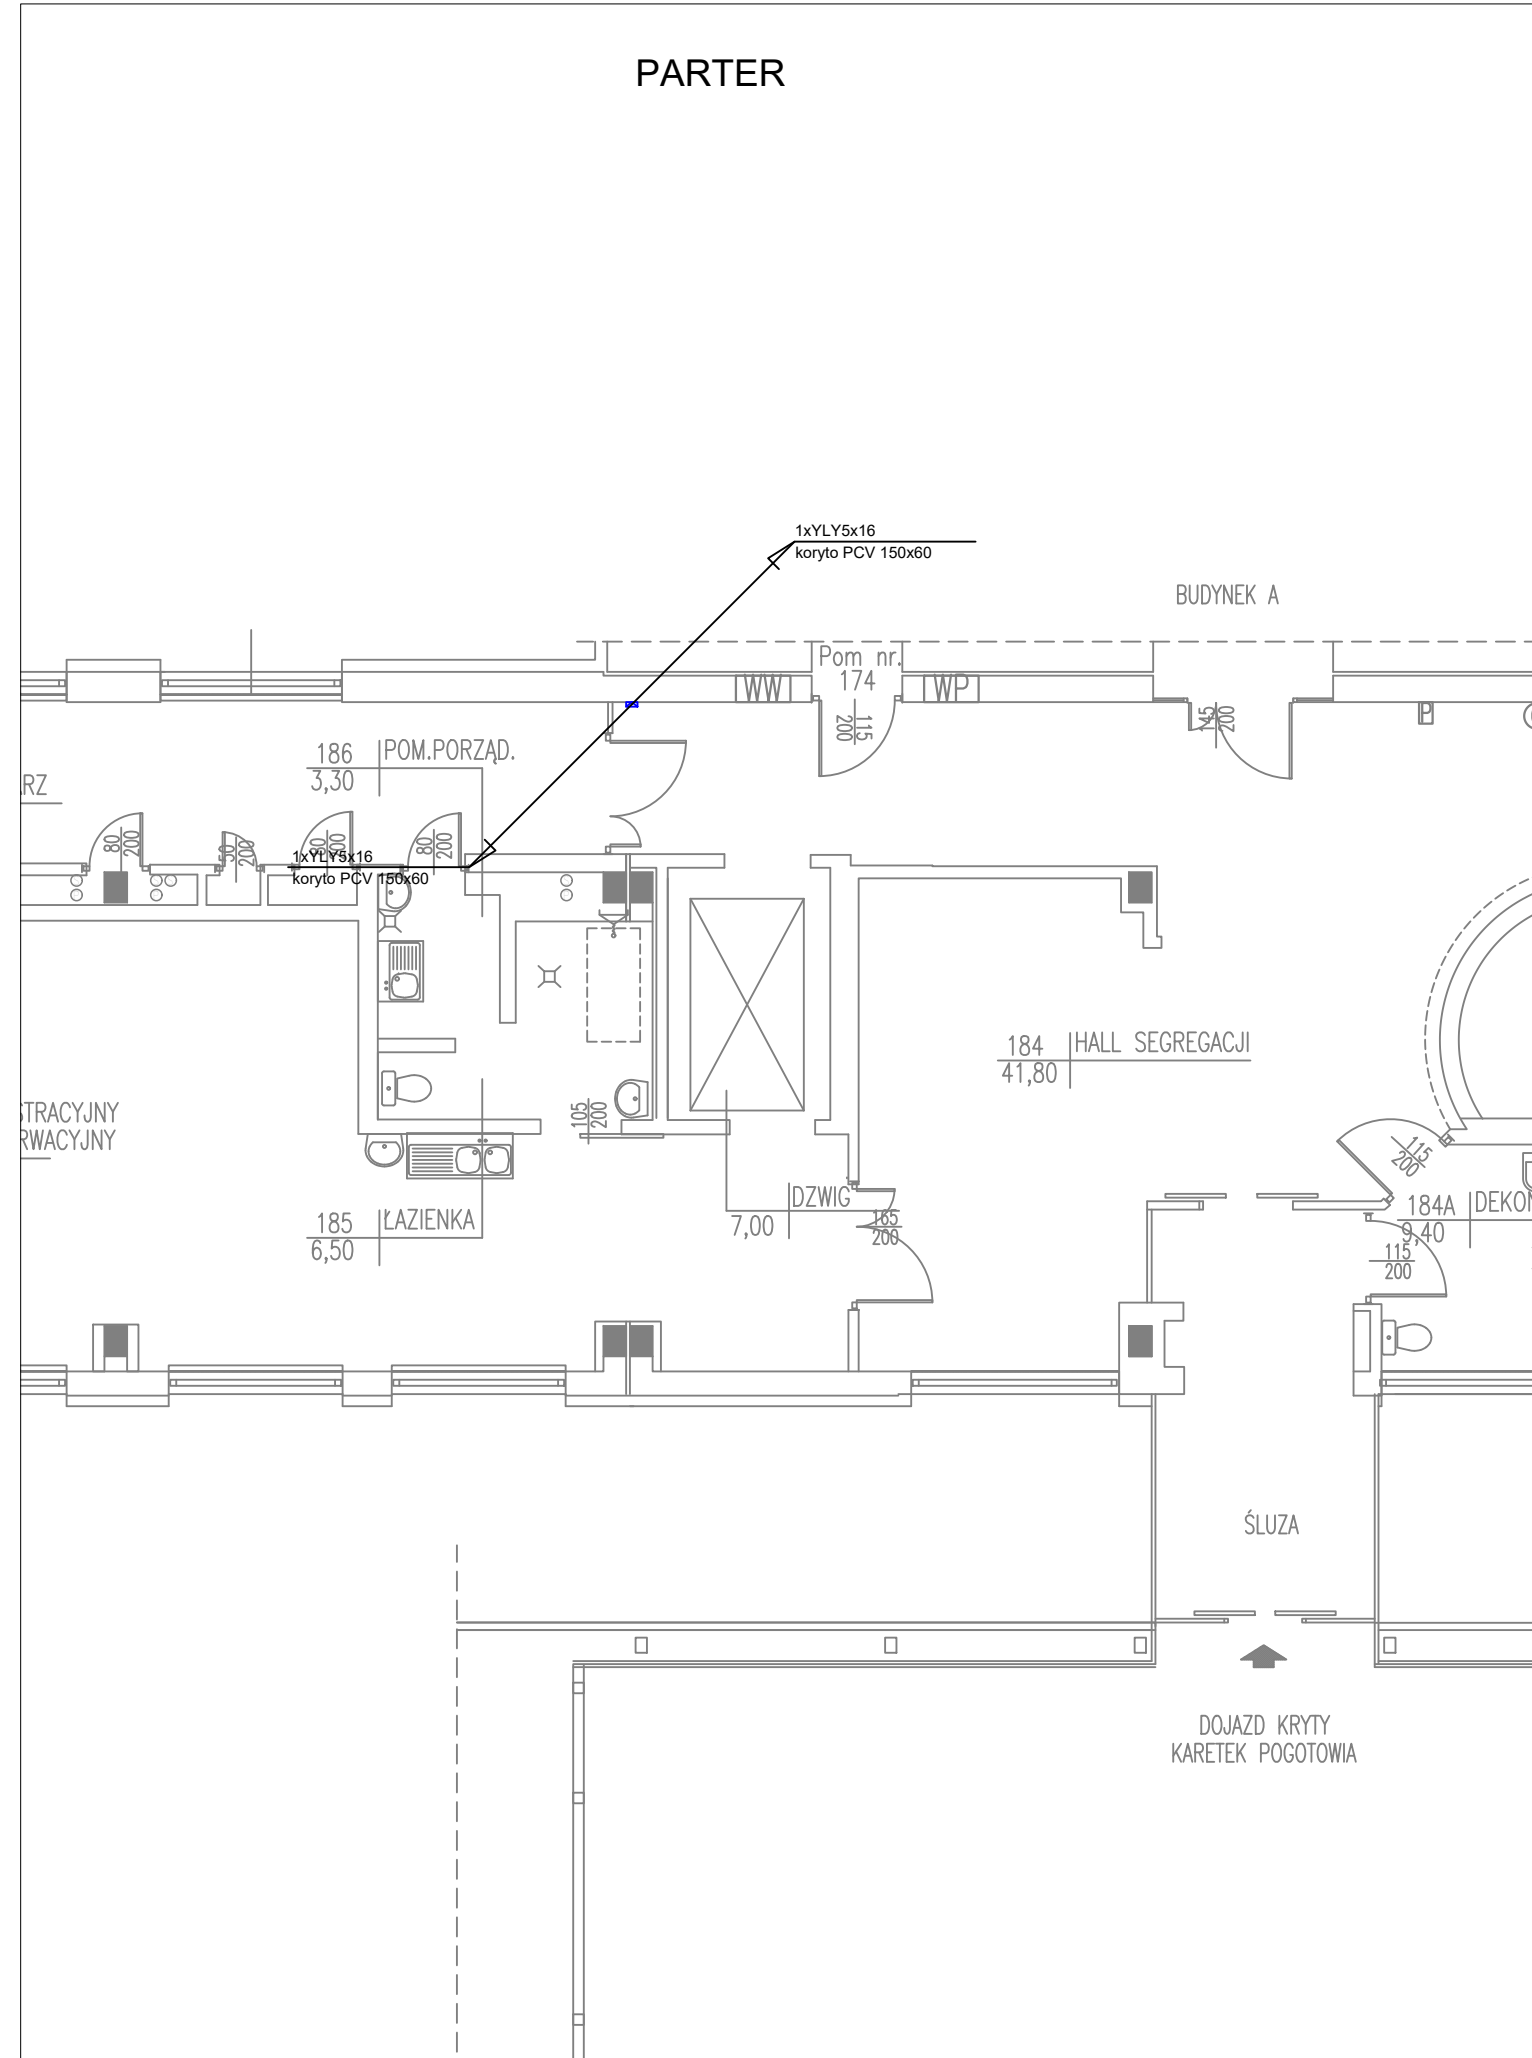 PARTER
1xYLY5x16
koryto PCV 150x60
BUDYNEK A
Pom nr.
174
WW
WP
115
200
145
200
P
186
3,30
POM.PORZĄD.
RZ
80
200
50
200
80
200
80
200
1xYLY5x16
koryto PCV 150x60
184
41,80
HALL SEGREGACJI
STRACYJNY
RWACYJNY
105
200
115
200
185
6,50
ŁAZIENKA
DZWIG
7,00
165
200
184A
9,40
DEKON
115
200
ŚLUZA
DOJAZD KRYTY
KARETEK POGOTOWIA